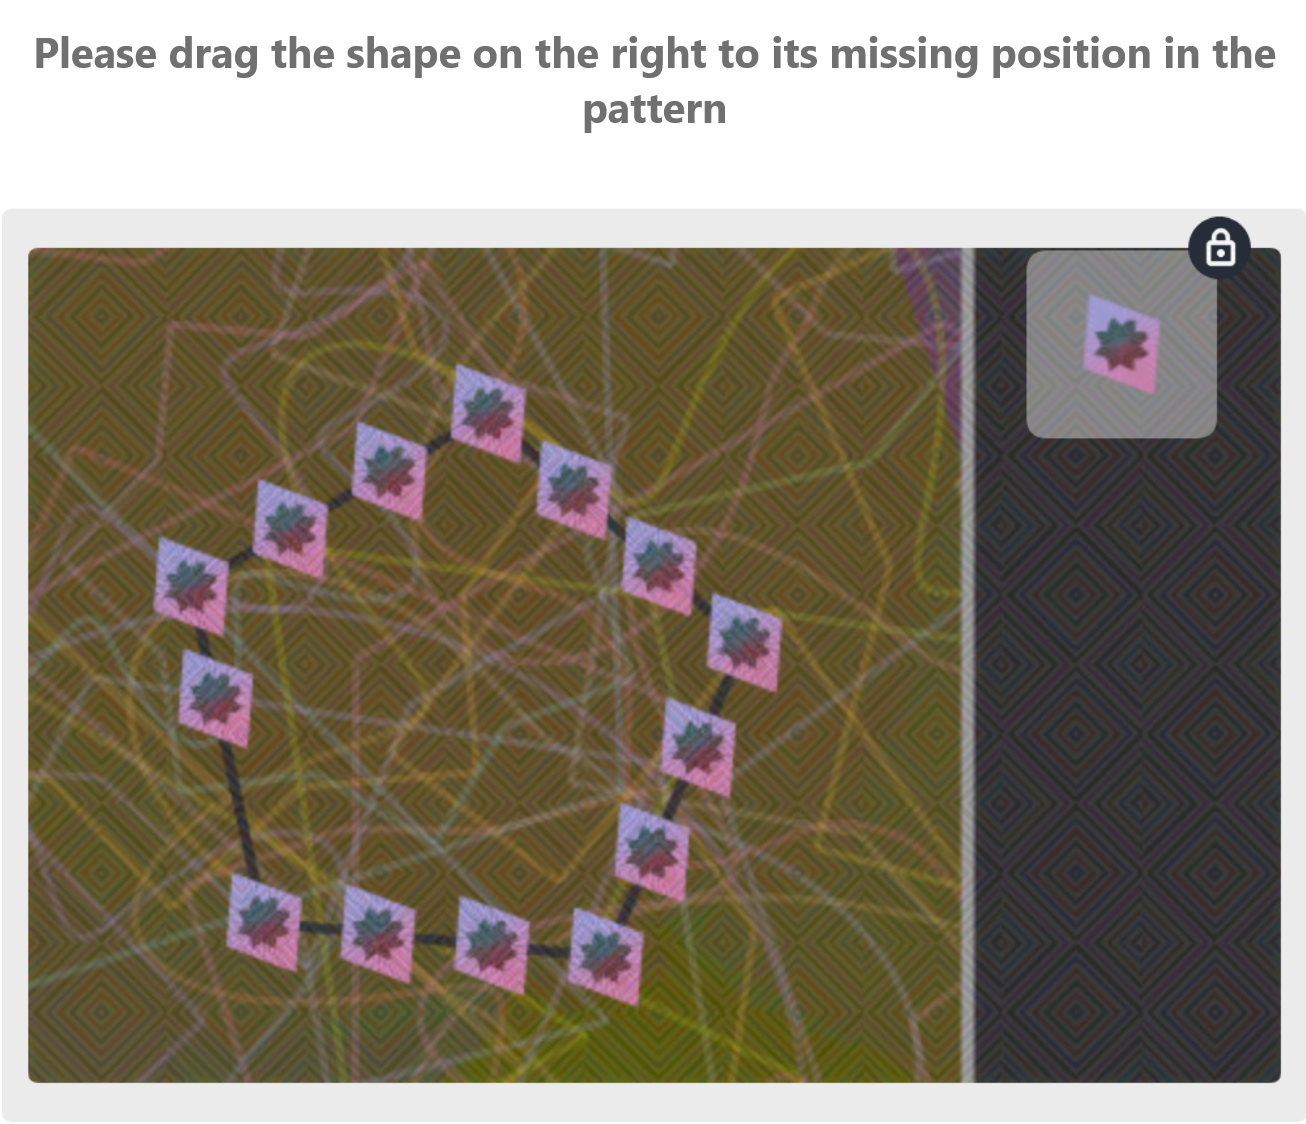 Please drag the shape on the right to its missing position in the
pattern